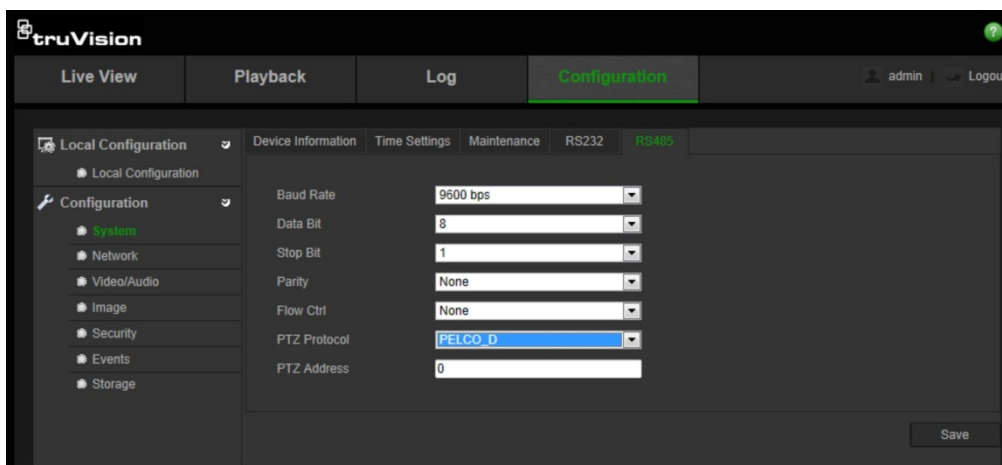 truVision
?
Live View
Playback
Log
Configuration
admin | Logou
Local Configuration
Local Configuration
Configuration
System
Network
Video/Audio
Image
Security
Events
Storage
Device Information
Time Settings
Maintenance
RS232
RS485
Baud Rate 9600 bps
Data Bit 8
Stop Bit 1
Parity None
Flow Ctrl None
PTZ Protocol PELCO_D
PTZ Address 0
Save